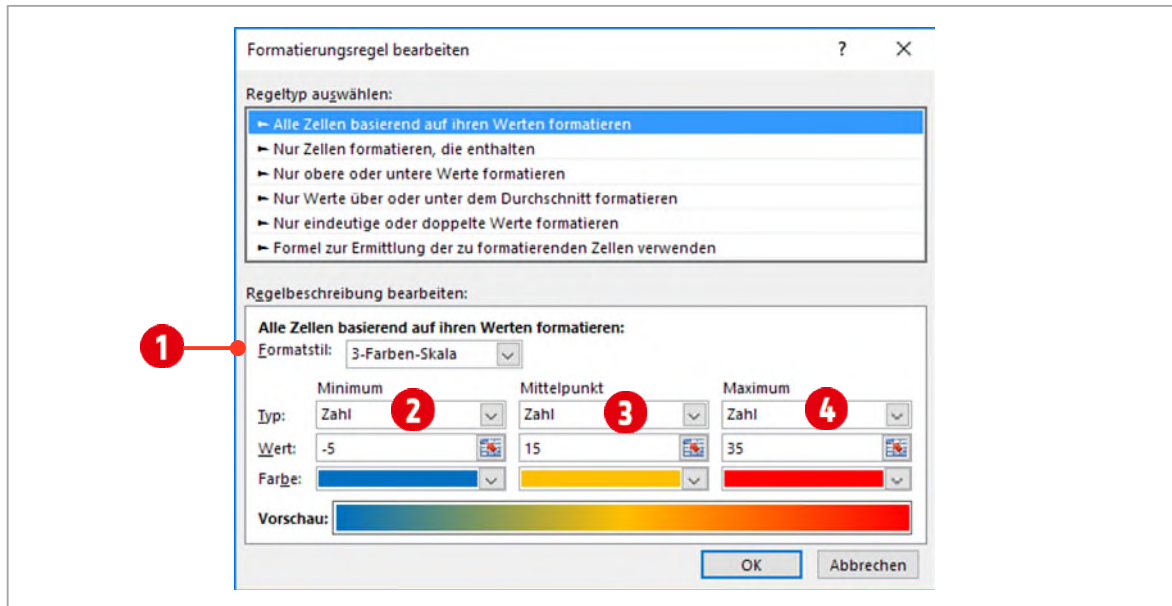 Formatierungsregel bearbeiten ? ×
Regeltyp auswählen:
► Alle Zellen basierend auf ihren Werten formatieren
► Nur Zellen formatieren, die enthalten
► Nur obere oder untere Werte formatieren
► Nur Werte über oder unter dem Durchschnitt formatieren
► Nur eindeutige oder doppelte Werte formatieren
► Formel zur Ermittlung der zu formatierenden Zellen verwenden
Regelbeschreibung bearbeiten:
Alle Zellen basierend auf ihren Werten formatieren:
1 Formatstil: 3-Farben-Skala
Minimum Mittelpunkt Maximum
Typ: Zahl 2 Zahl 3 Zahl 4
Wert: -5 15 35
Farbe:
Vorschau:
OK Abbrechen